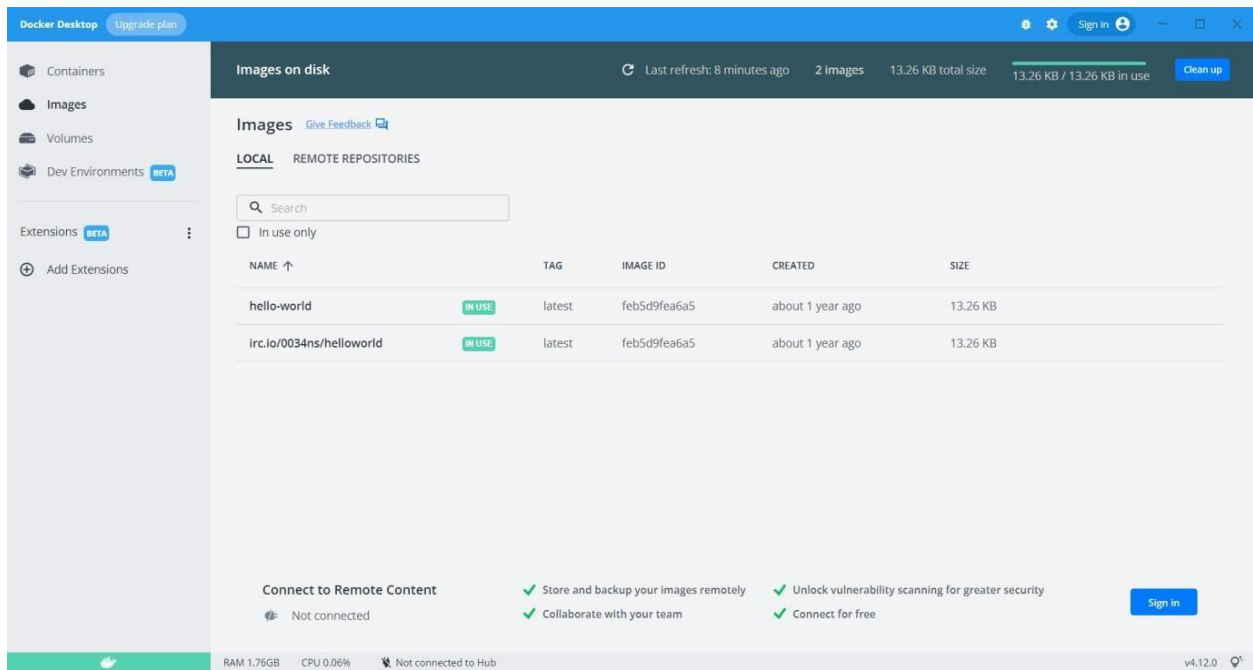 Docker Desktop Upgrade plan Sign in
Containers
Images
Volumes
Dev Environments BETA
Extensions BETA
Add Extensions
Images on disk Last refresh: 8 minutes ago 2 images 13.26 KB total size 13.26 KB / 13.26 KB in use Clean up
Images Give Feedback
LOCAL REMOTE REPOSITORIES
Search
In use only
NAME TAG IMAGE ID CREATED SIZE
hello-world IN USE latest feb5d9fea6a5 about 1 year ago 13.26 KB
irc.io/0034ns/helloworld IN USE latest feb5d9fea6a5 about 1 year ago 13.26 KB
Connect to Remote Content
Not connected
Store and backup your images remotely Unlock vulnerability scanning for greater security
Collaborate with your team Connect for free
Sign in
RAM 1.76GB CPU 0.06% Not connected to Hub v4.12.0